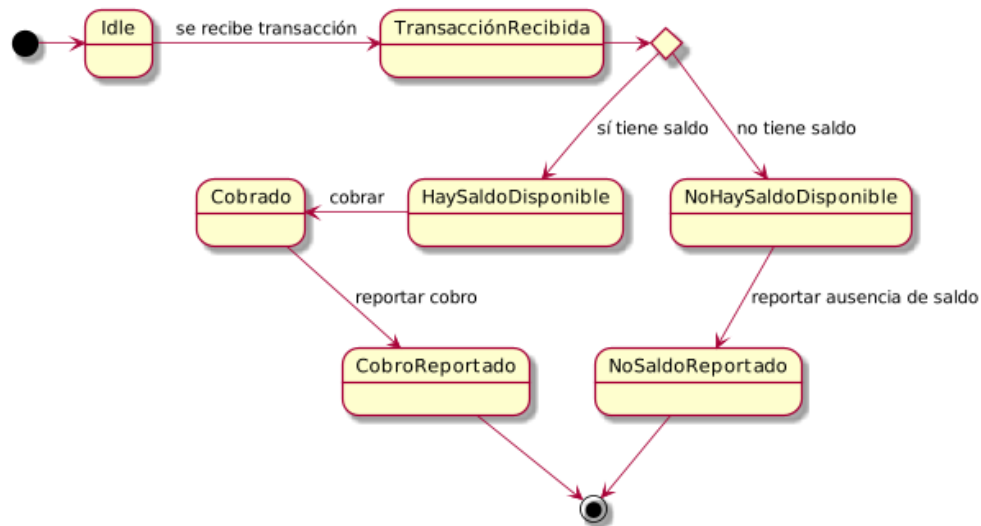 Idle
se recibe transacción
TransacciónRecibida
sí tiene saldo
no tiene saldo
Cobrado
cobrar
HaySaldoDisponible
NoHaySaldoDisponible
reportar cobro
reportar ausencia de saldo
CobroReportado
NoSaldoReportado